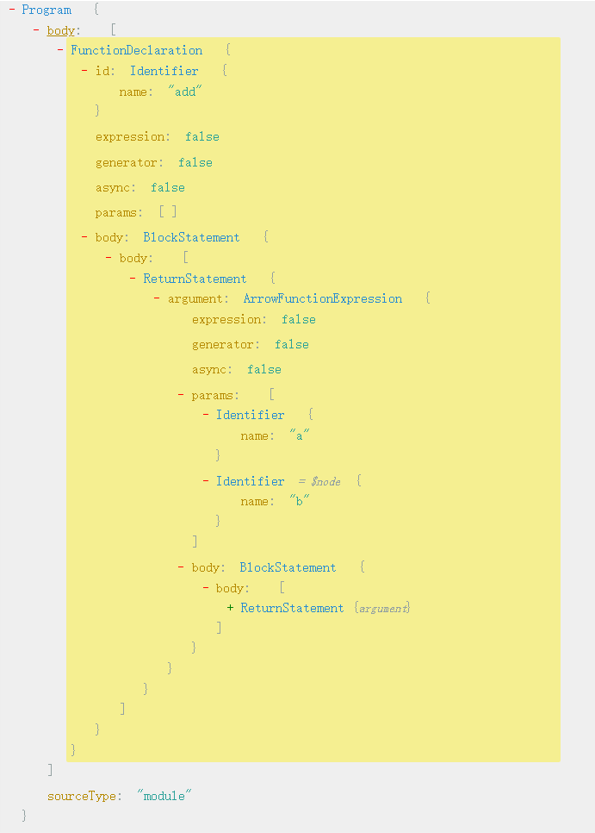 - Program {
- body: [
- FunctionDeclaration {
- id: Identifier {
name: "add"
}
expression: false
generator: false
async: false
params: [ ]
- body: BlockStatement {
- body: [
- ReturnStatement {
- argument: ArrowFunctionExpression {
expression: false
generator: false
async: false
- params: [
- Identifier {
name: "a"
}
- Identifier = $node {
name: "b"
}
]
- body: BlockStatement {
- body: [
+ ReturnStatement {argument}
]
}
}
}
]
}
}
]
sourceType: "module"
}